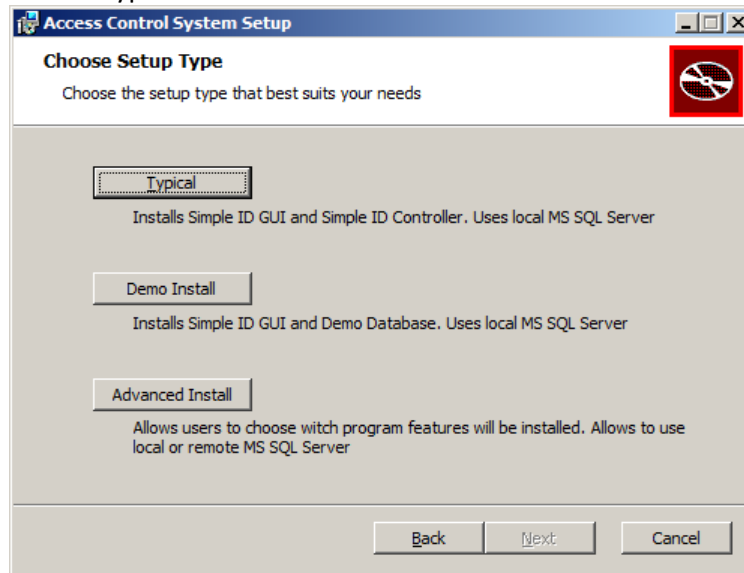 Access Control System Setup
Choose Setup Type
Choose the setup type that best suits your needs
Typical
Installs Simple ID GUI and Simple ID Controller. Uses local MS SQL Server
Demo Install
Installs Simple ID GUI and Demo Database. Uses local MS SQL Server
Advanced Install
Allows users to choose witch program features will be installed. Allows to use
local or remote MS SQL Server
Back
Next
Cancel